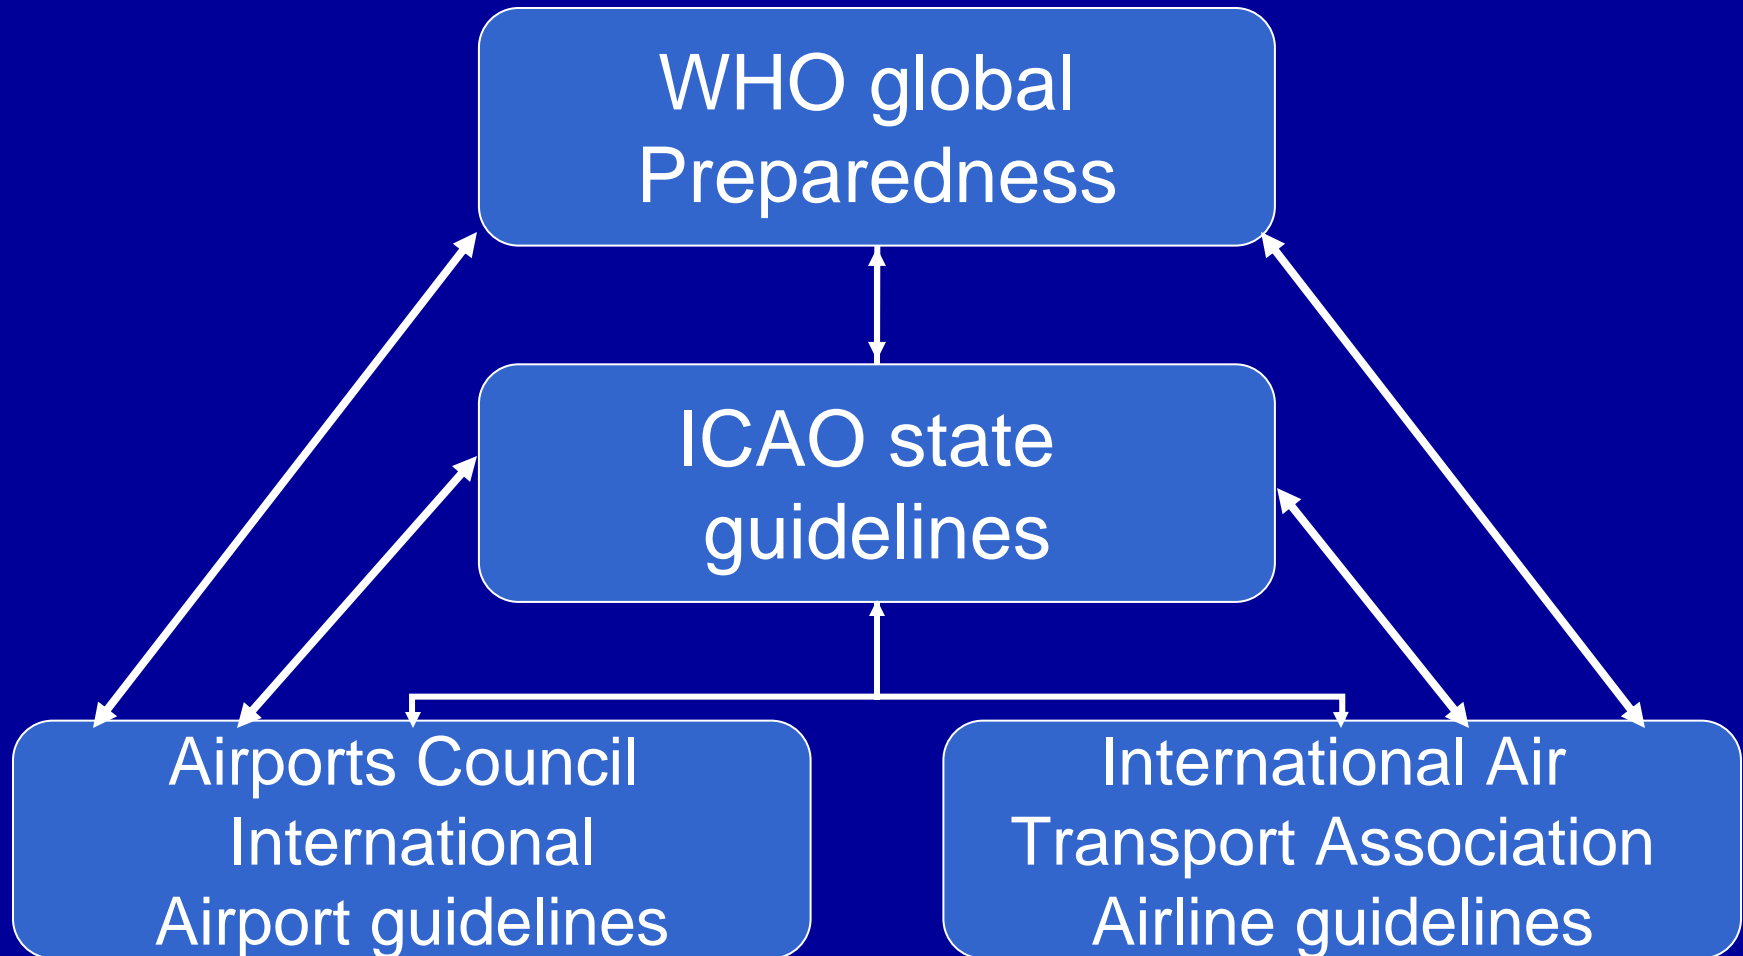 WHO global
Preparedness
ICAO state
guidelines
Airports Council
International
Airport guidelines
International Air
Transport Association
Airline guidelines